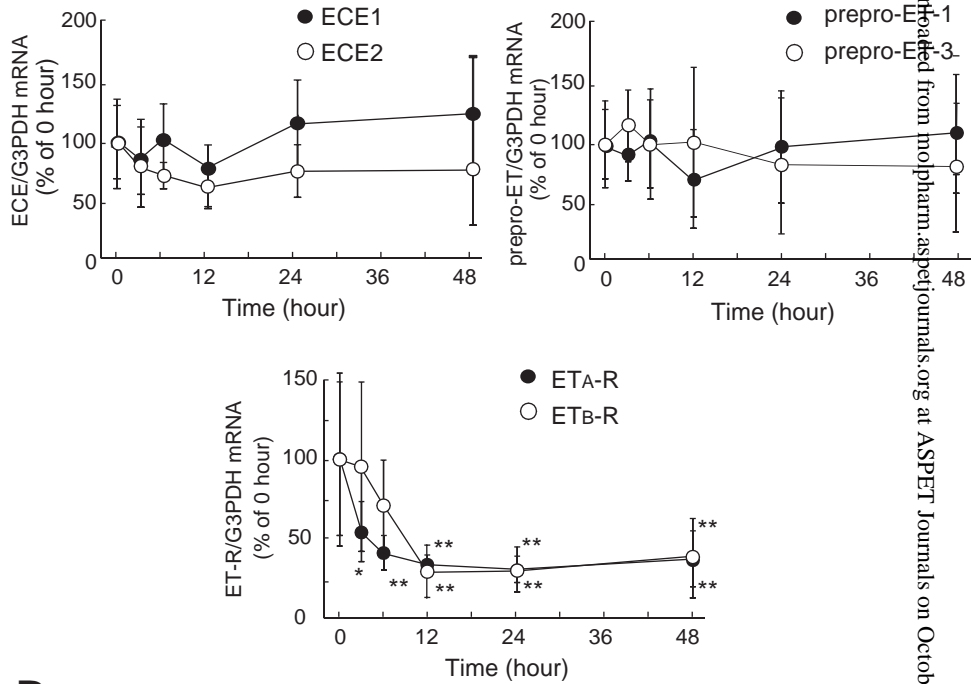 200
150
100
50
0
ECE/G3PDH mRNA
(% of 0 hour)
ECE1
ECE2
0 12 24 36 48
Time (hour)
200
150
100
50
0
prepro-ET/G3PDH mRNA
(% of 0 hour)
prepro-ET-1
prepro-ET-3
0 12 24 36 48
Time (hour)
150
100
50
0
ET-R/G3PDH mRNA
(% of 0 hour)
ETA-R
ETB-R
*
**
**
**
**
**
**
**
0 12 24 36 48
Time (hour)
nloaded from molpharm.aspetjournals.org at ASPET Journals on Octob